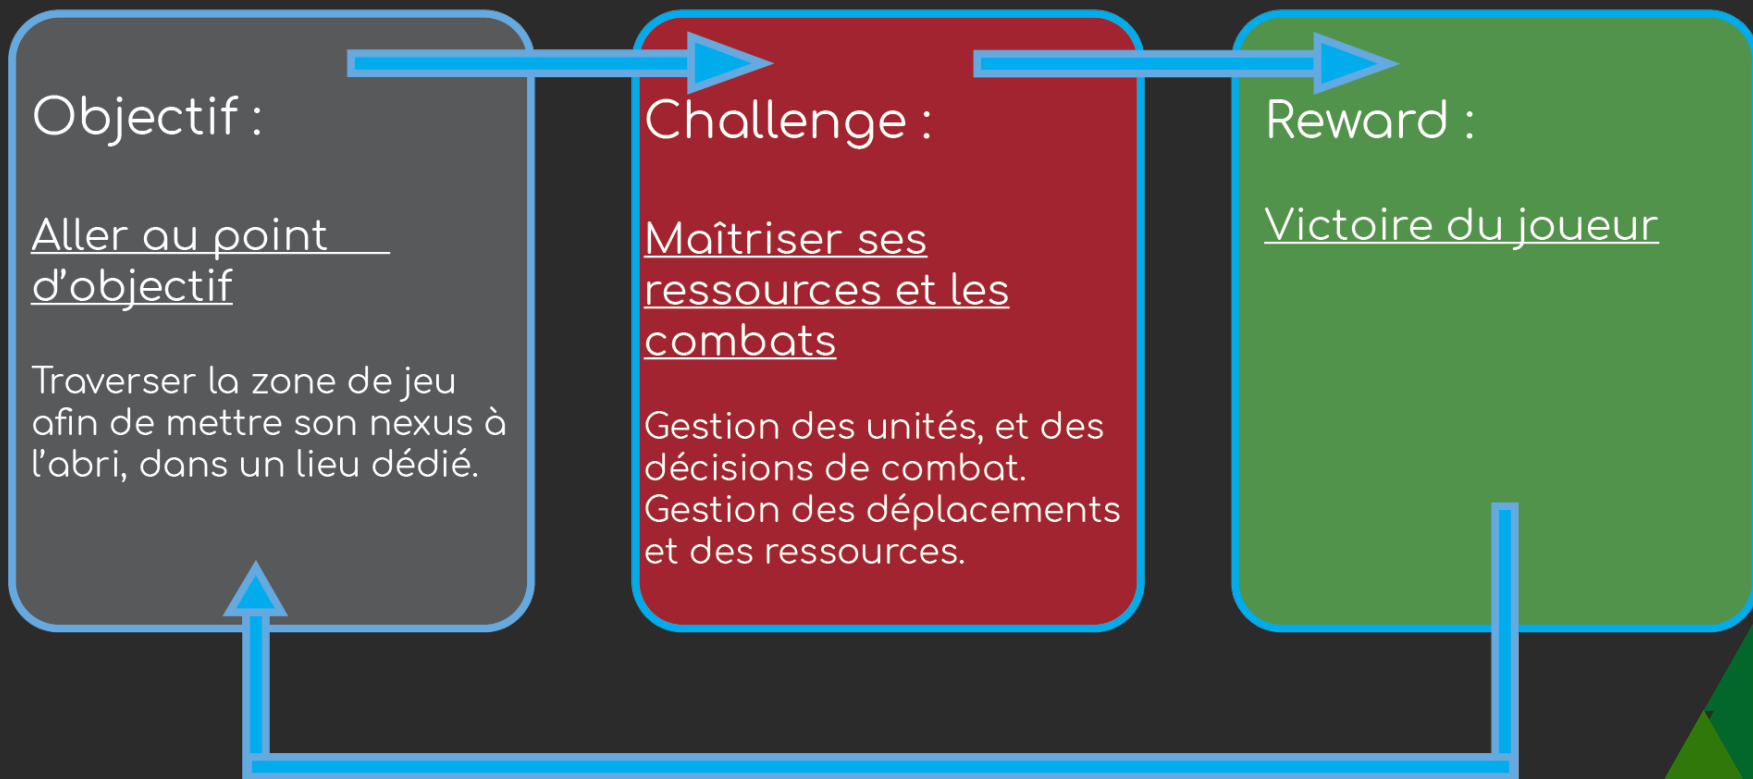 Objectif :
Aller au point
d'objectif
Traverser la zone de jeu
afin de mettre son nexus à
l'abri, dans un lieu dédié.
Challenge :
Maîtriser ses
ressources et les
combats
Gestion des unités, et des
décisions de combat.
Gestion des déplacements
et des ressources.
Reward :
Victoire du joueur